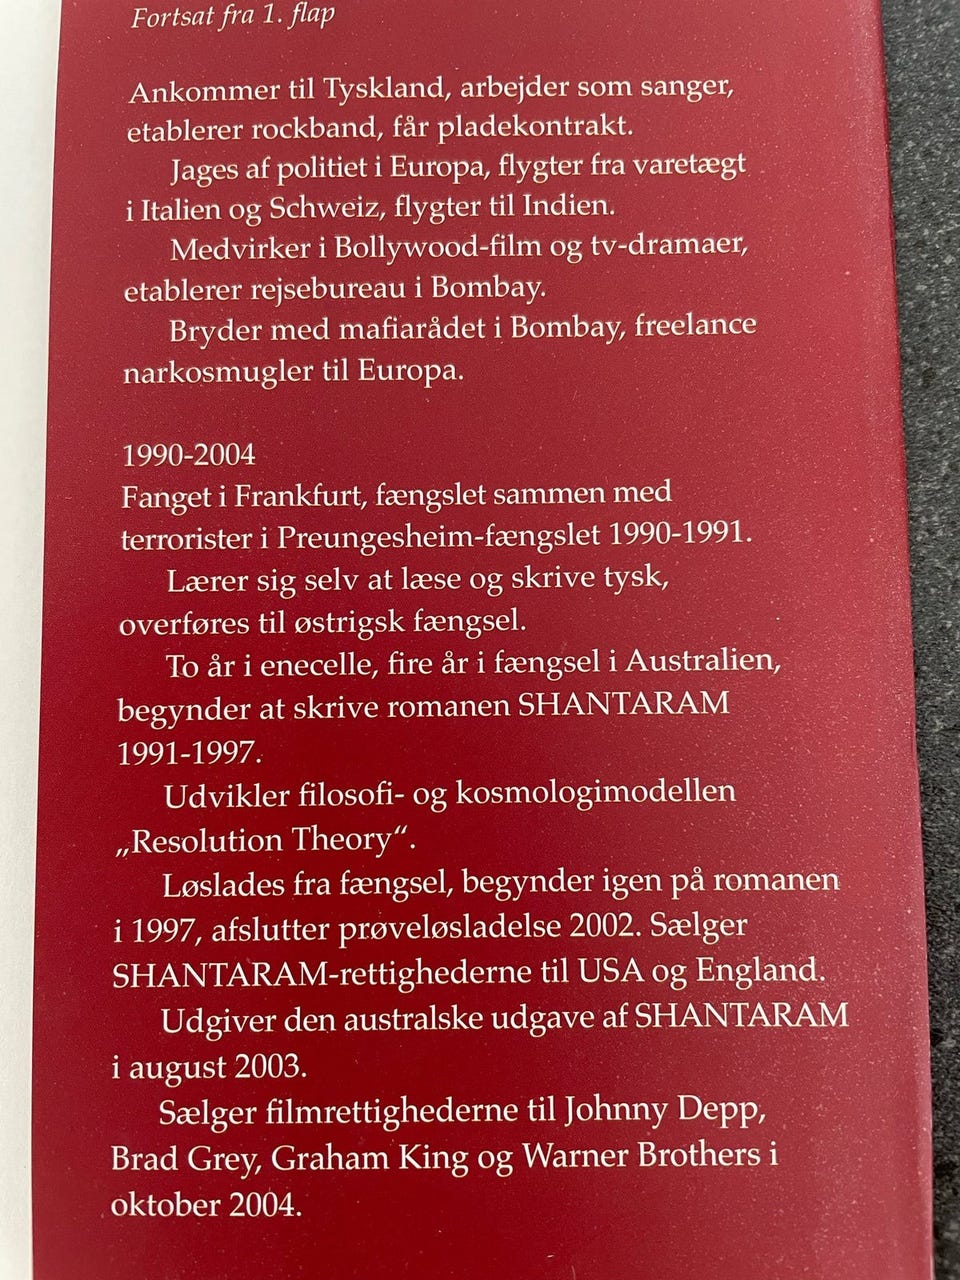 Fortsat fra 1. flap
Ankommer til Tyskland, arbejder som sanger,
etablerer rockband, får pladekontrakt.
Jages af politiet i Europa, flygter fra varetægt
i Italien og Schweiz, flygter til Indien.
Medvirker i Bollywood-film og tv-dramaer,
etablerer rejsebureau i Bombay.
Bryder med mafiarådet i Bombay, freelance
narkosmugler til Europa.
1990-2004
Fanget i Frankfurt, fængslet sammen med
terrorister i Preungesheim-fængslet 1990-1991.
Lærer sig selv at læse og skrive tysk,
overføres til østrigsk fængsel.
To år i enecelle, fire år i fængsel i Australien,
begynder at skrive romanen SHANTARAM
1991-1997.
Udvikler filosofi- og kosmologimodellen
„Resolution Theory“.
Løslades fra fængsel, begynder igen på romanen
i 1997, afslutter prøveløsladelse 2002. Sælger
SHANTARAM-rettighederne til USA og England.
Udgiver den australske udgave af SHANTARAM
i august 2003.
Sælger filmrettighederne til Johnny Depp,
Brad Grey, Graham King og Warner Brothers i
oktober 2004.